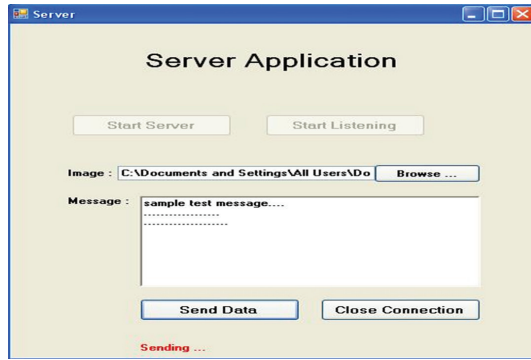 Server
Server Application
Start Server Start Listening
Image : C:\Documents and Settings\All Users\Do Browse ...
Message : sample test message....
-----------------
-------------------
Send Data Close Connection
Sending ...